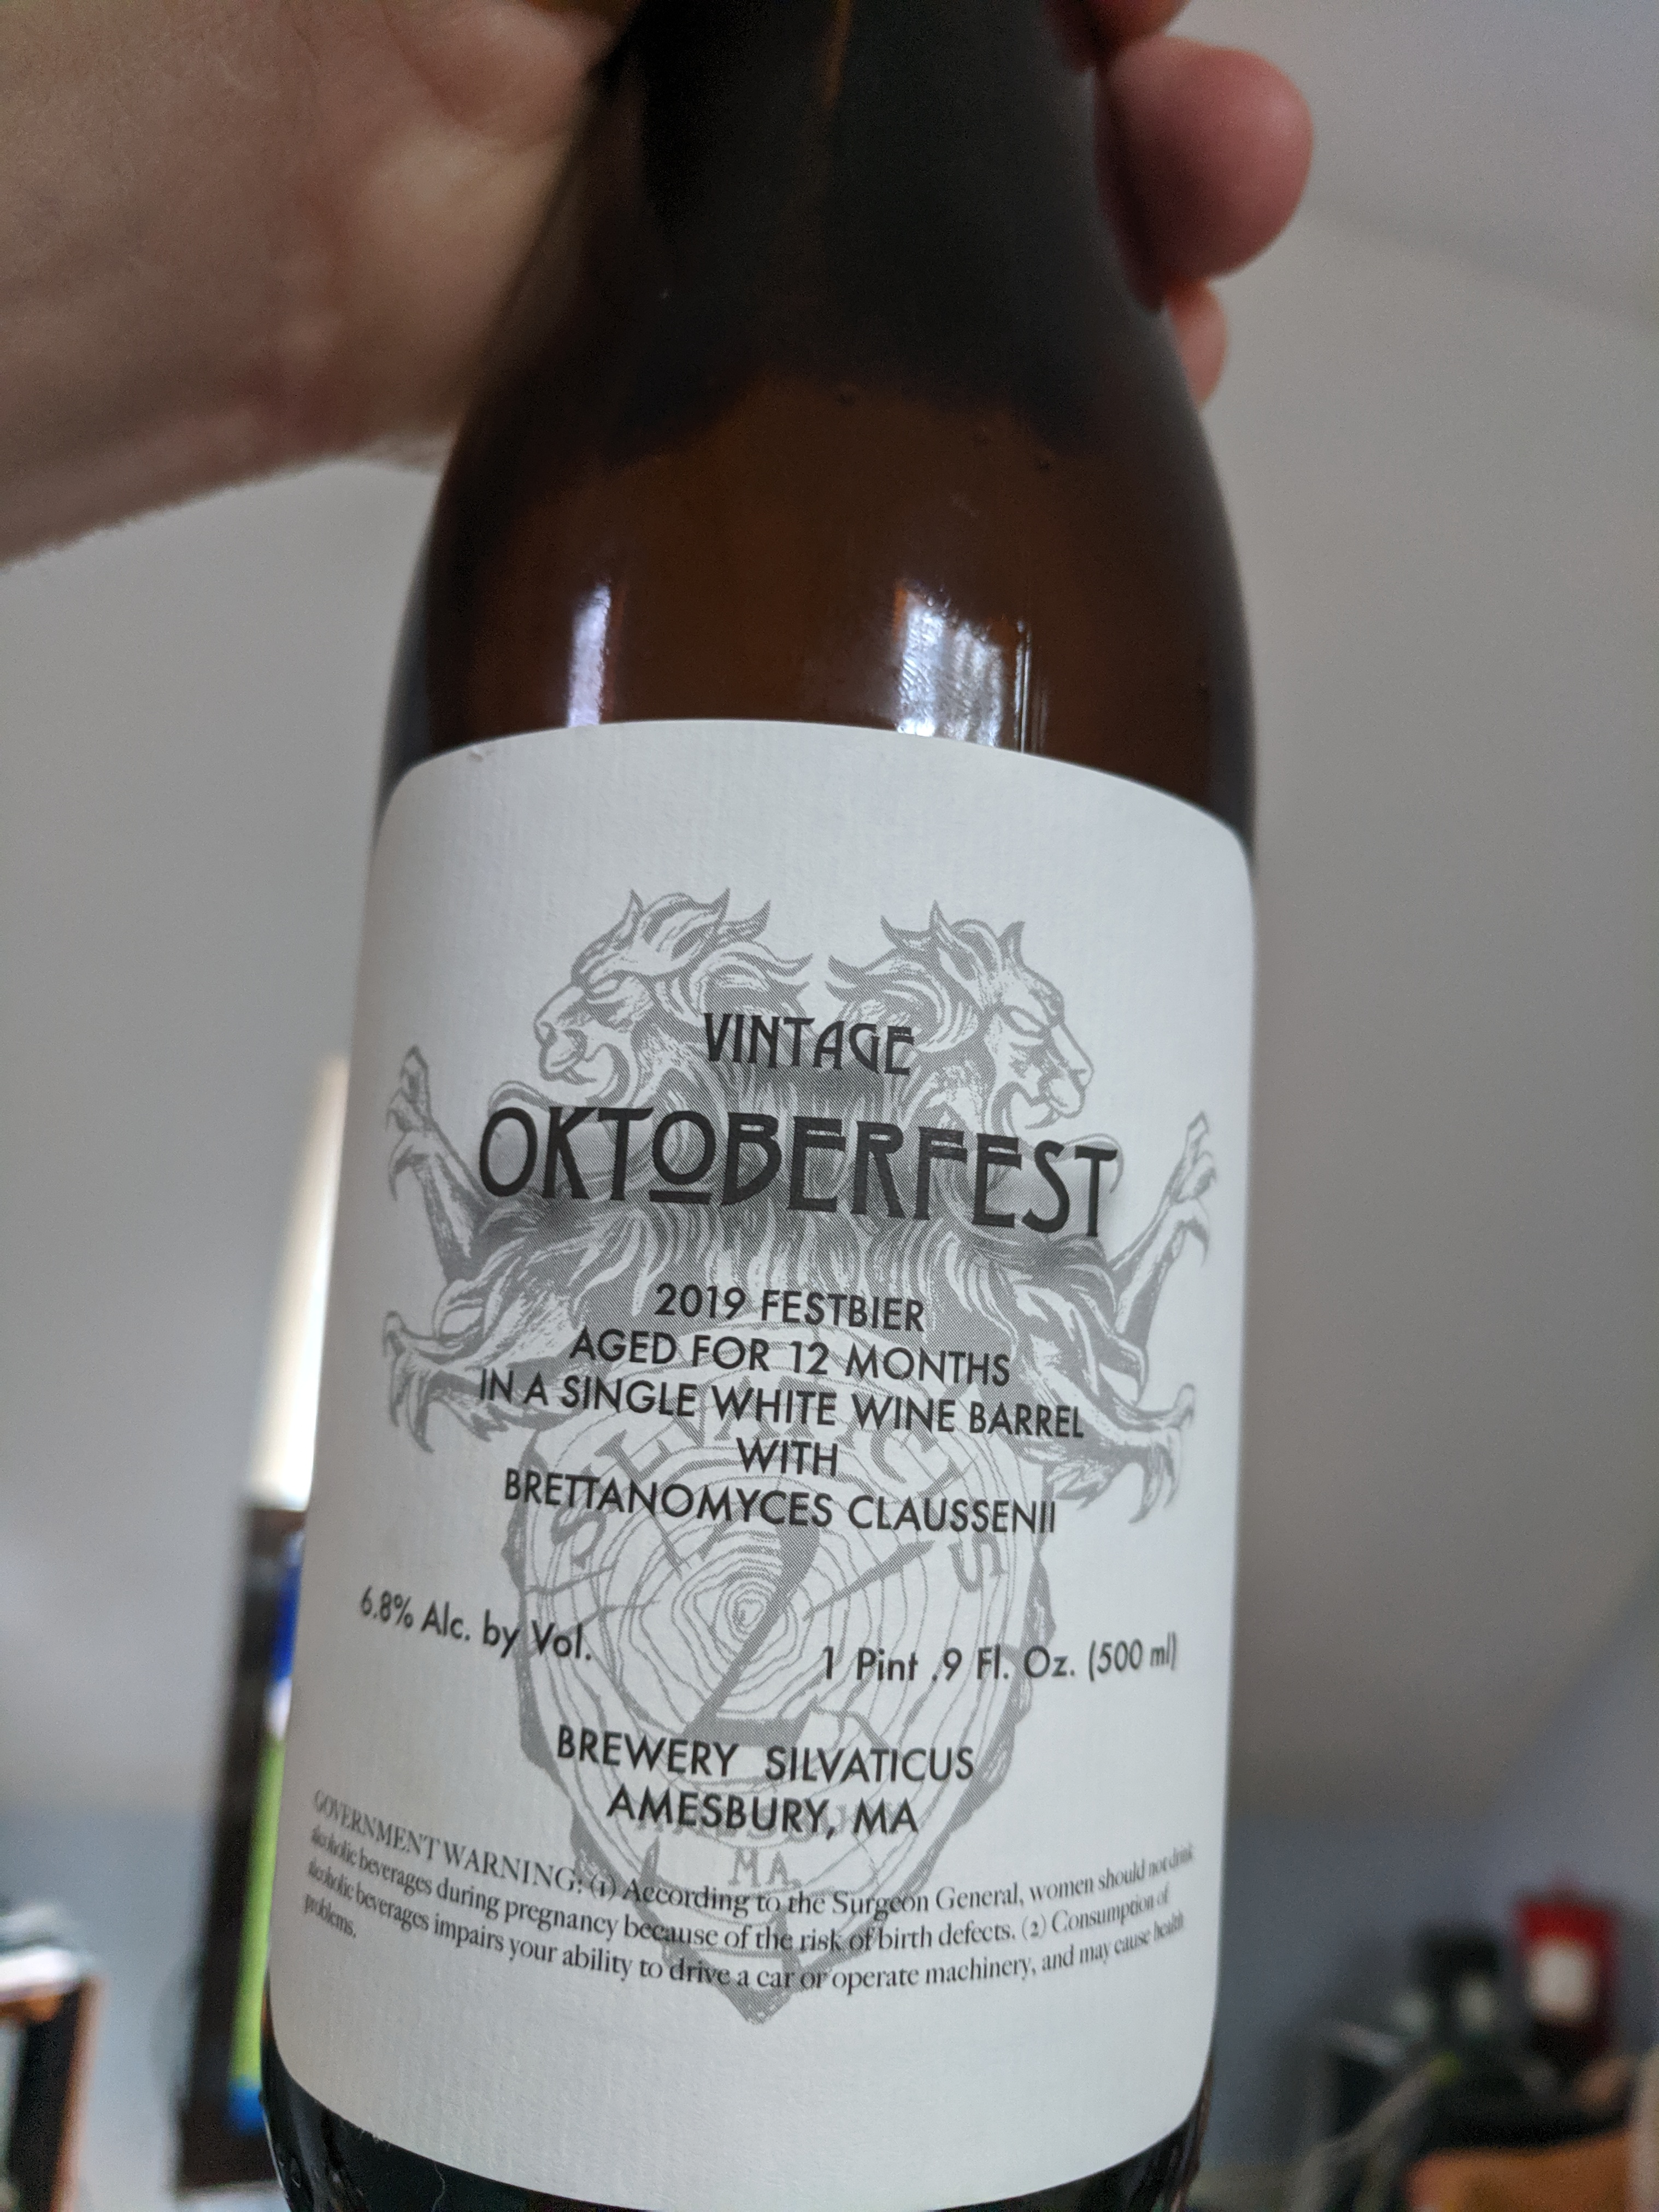 VINTAGE
OKTOBERFEST
2019 FESTBIER
AGED FOR 12 MONTHS
IN A SINGLE WHITE WINE BARREL
WITH
BRETTANOMYCES CLAUSSENII
SILVATICUS
6.8% Alc. by Vol.
1 Pint .9 Fl. Oz. (500 ml)
BREWERY SILVATICUS
AMESBURY, MA
MA
GOVERNMENT WARNING: (1) According to the Surgeon General, women should not drink
alcoholic beverages during pregnancy because of the risk of birth defects. (2) Consumption of
alcoholic beverages impairs your ability to drive a car or operate machinery, and may cause health
problems.